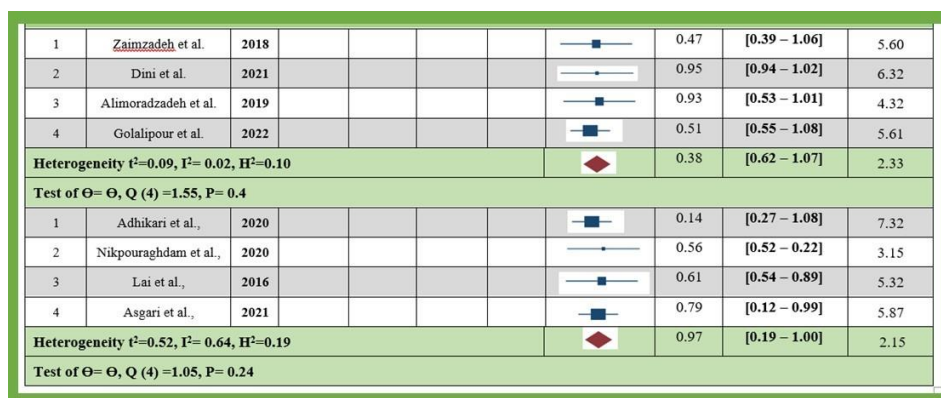 1 Zaimzadeh et al. 2018 0.47 [0.39 – 1.06] 5.60
2 Dini et al. 2021 0.95 [0.94 – 1.02] 6.32
3 Alimoradzadeh et al. 2019 0.93 [0.53 – 1.01] 4.32
4 Golalipour et al. 2022 0.51 [0.55 – 1.08] 5.61
Heterogeneity t²=0.09, I²= 0.02, H²=0.10 0.38 [0.62 – 1.07] 2.33
Test of ϴ= ϴ, Q (4) =1.55, P= 0.4
1 Adhikari et al., 2020 0.14 [0.27 – 1.08] 7.32
2 Nikpouraghdam et al., 2020 0.56 [0.52 – 0.22] 3.15
3 Lai et al., 2016 0.61 [0.54 – 0.89] 5.32
4 Asgari et al., 2021 0.79 [0.12 – 0.99] 5.87
Heterogeneity t²=0.52, I²= 0.64, H²=0.19 0.97 [0.19 – 1.00] 2.15
Test of ϴ= ϴ, Q (4) =1.05, P= 0.24